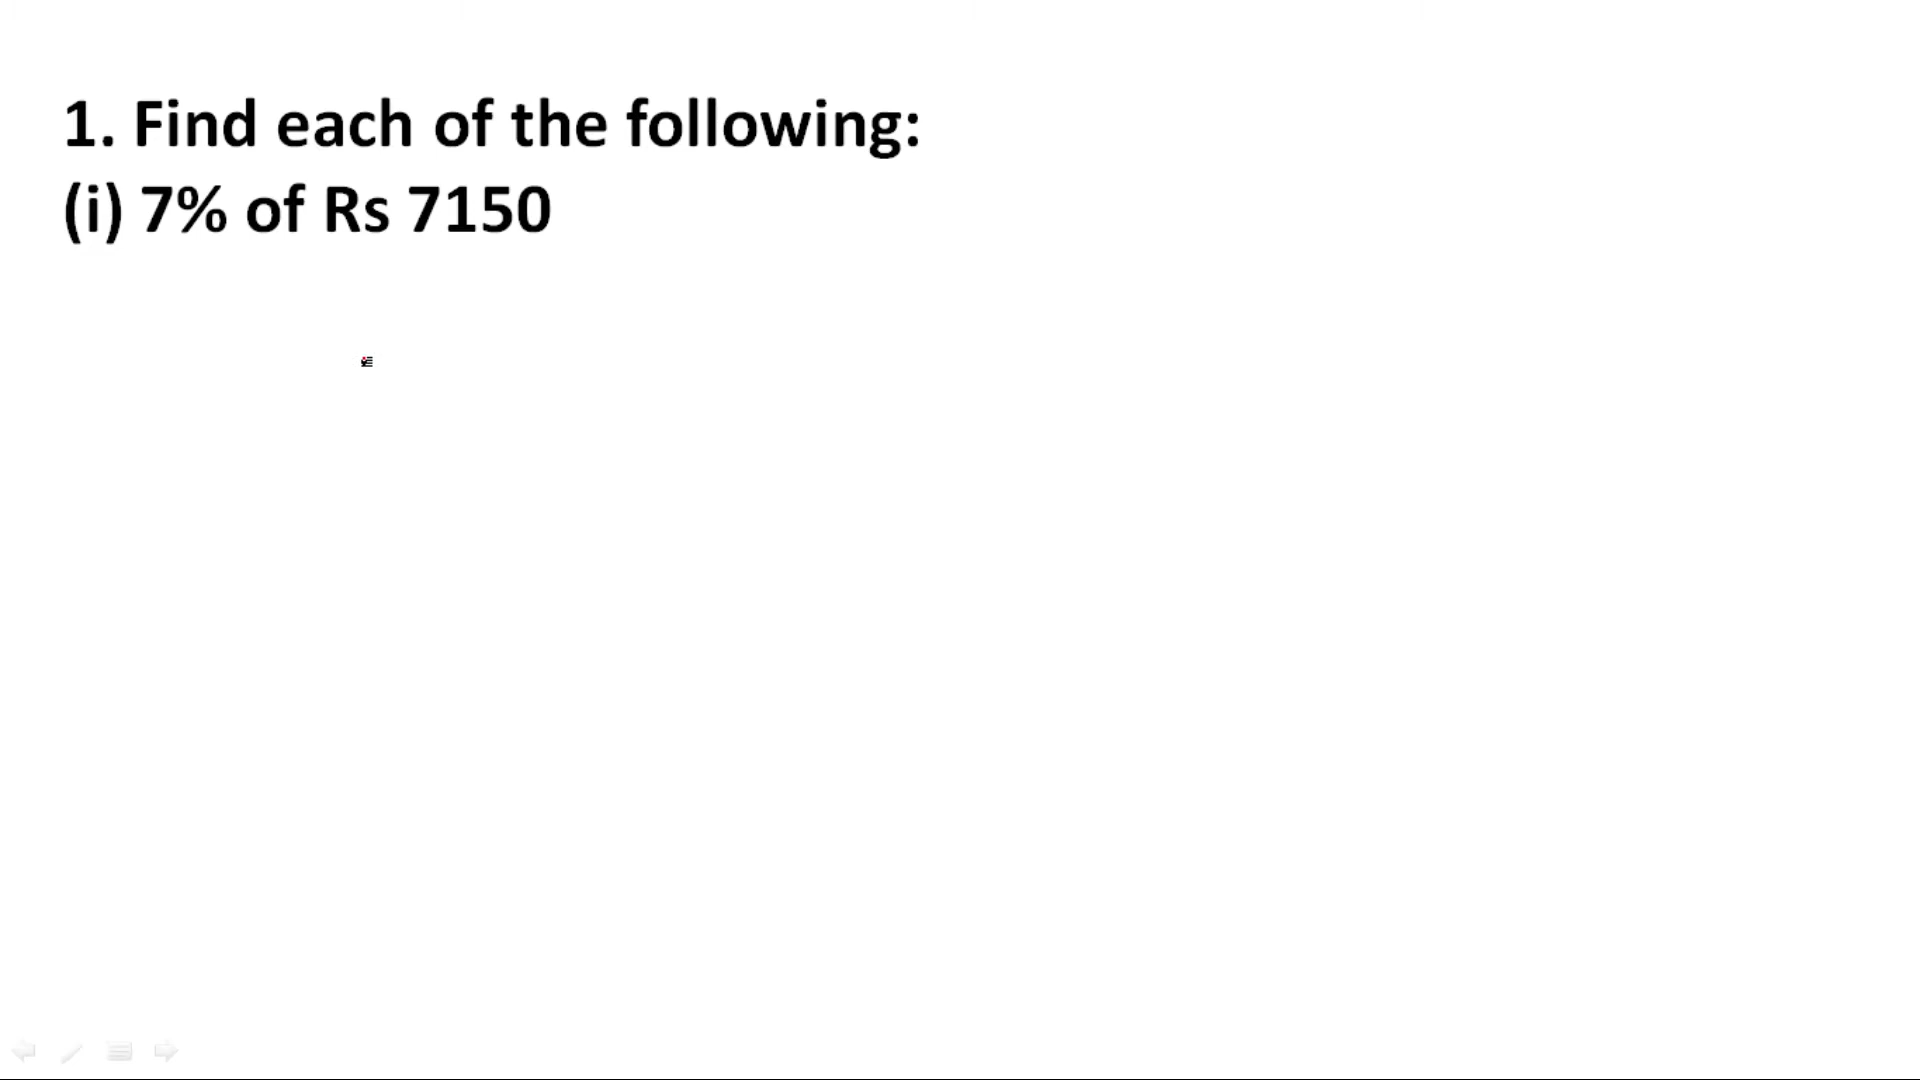 1. Find each of the following:
(i) 7% of Rs 7150